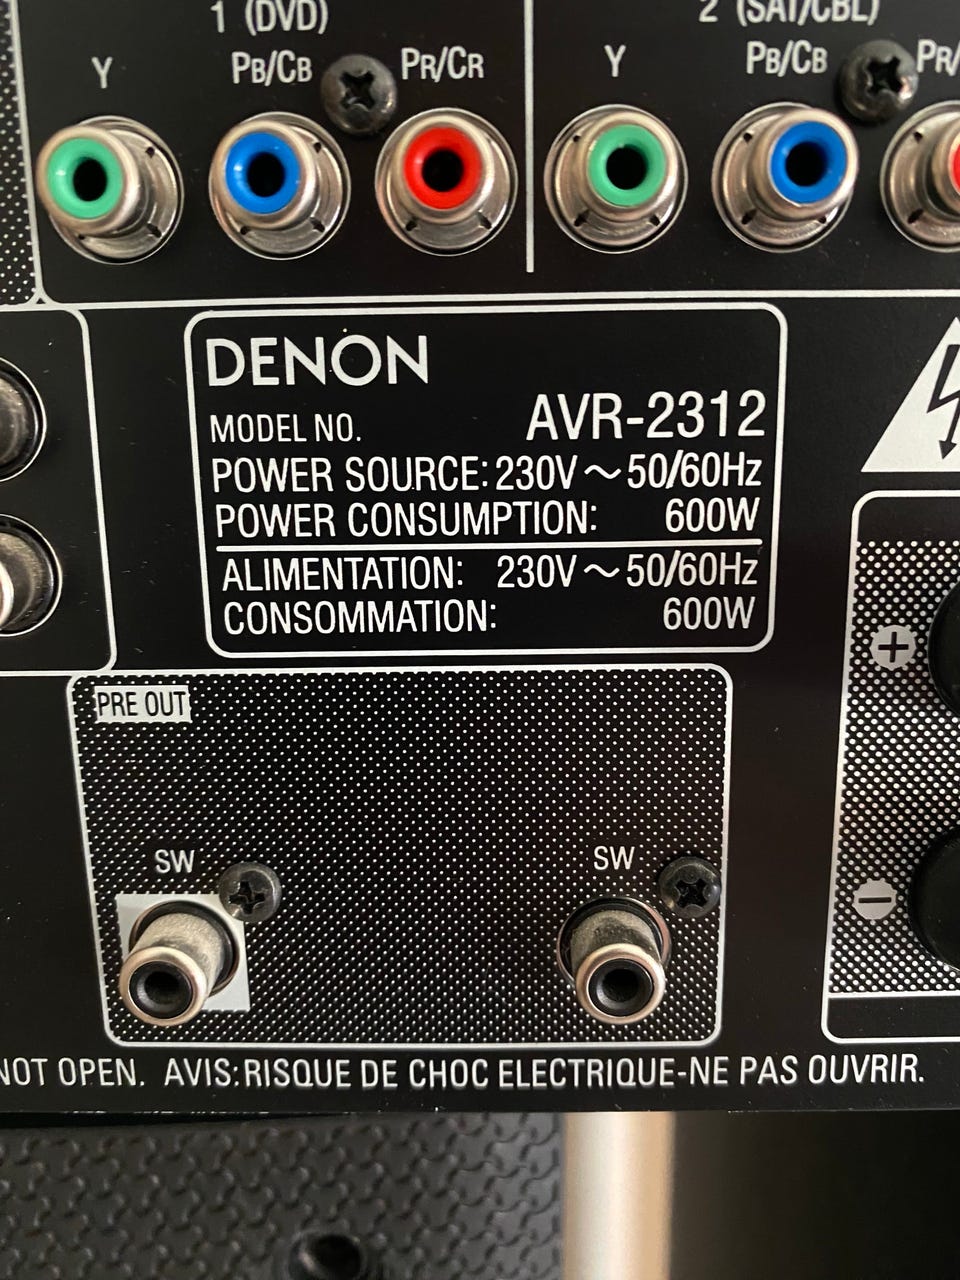 1 (DVD)
2 (SAT/CBL)
Y PB/CB PR/CR
Y PB/CB PR/
DENON
MODEL NO. AVR-2312
POWER SOURCE: 230V ~ 50/60Hz
POWER CONSUMPTION: 600W
ALIMENTATION: 230V ~ 50/60Hz
CONSOMMATION: 600W
+
PRE OUT
SW SW
−
NOT OPEN. AVIS: RISQUE DE CHOC ELECTRIQUE-NE PAS OUVRIR.